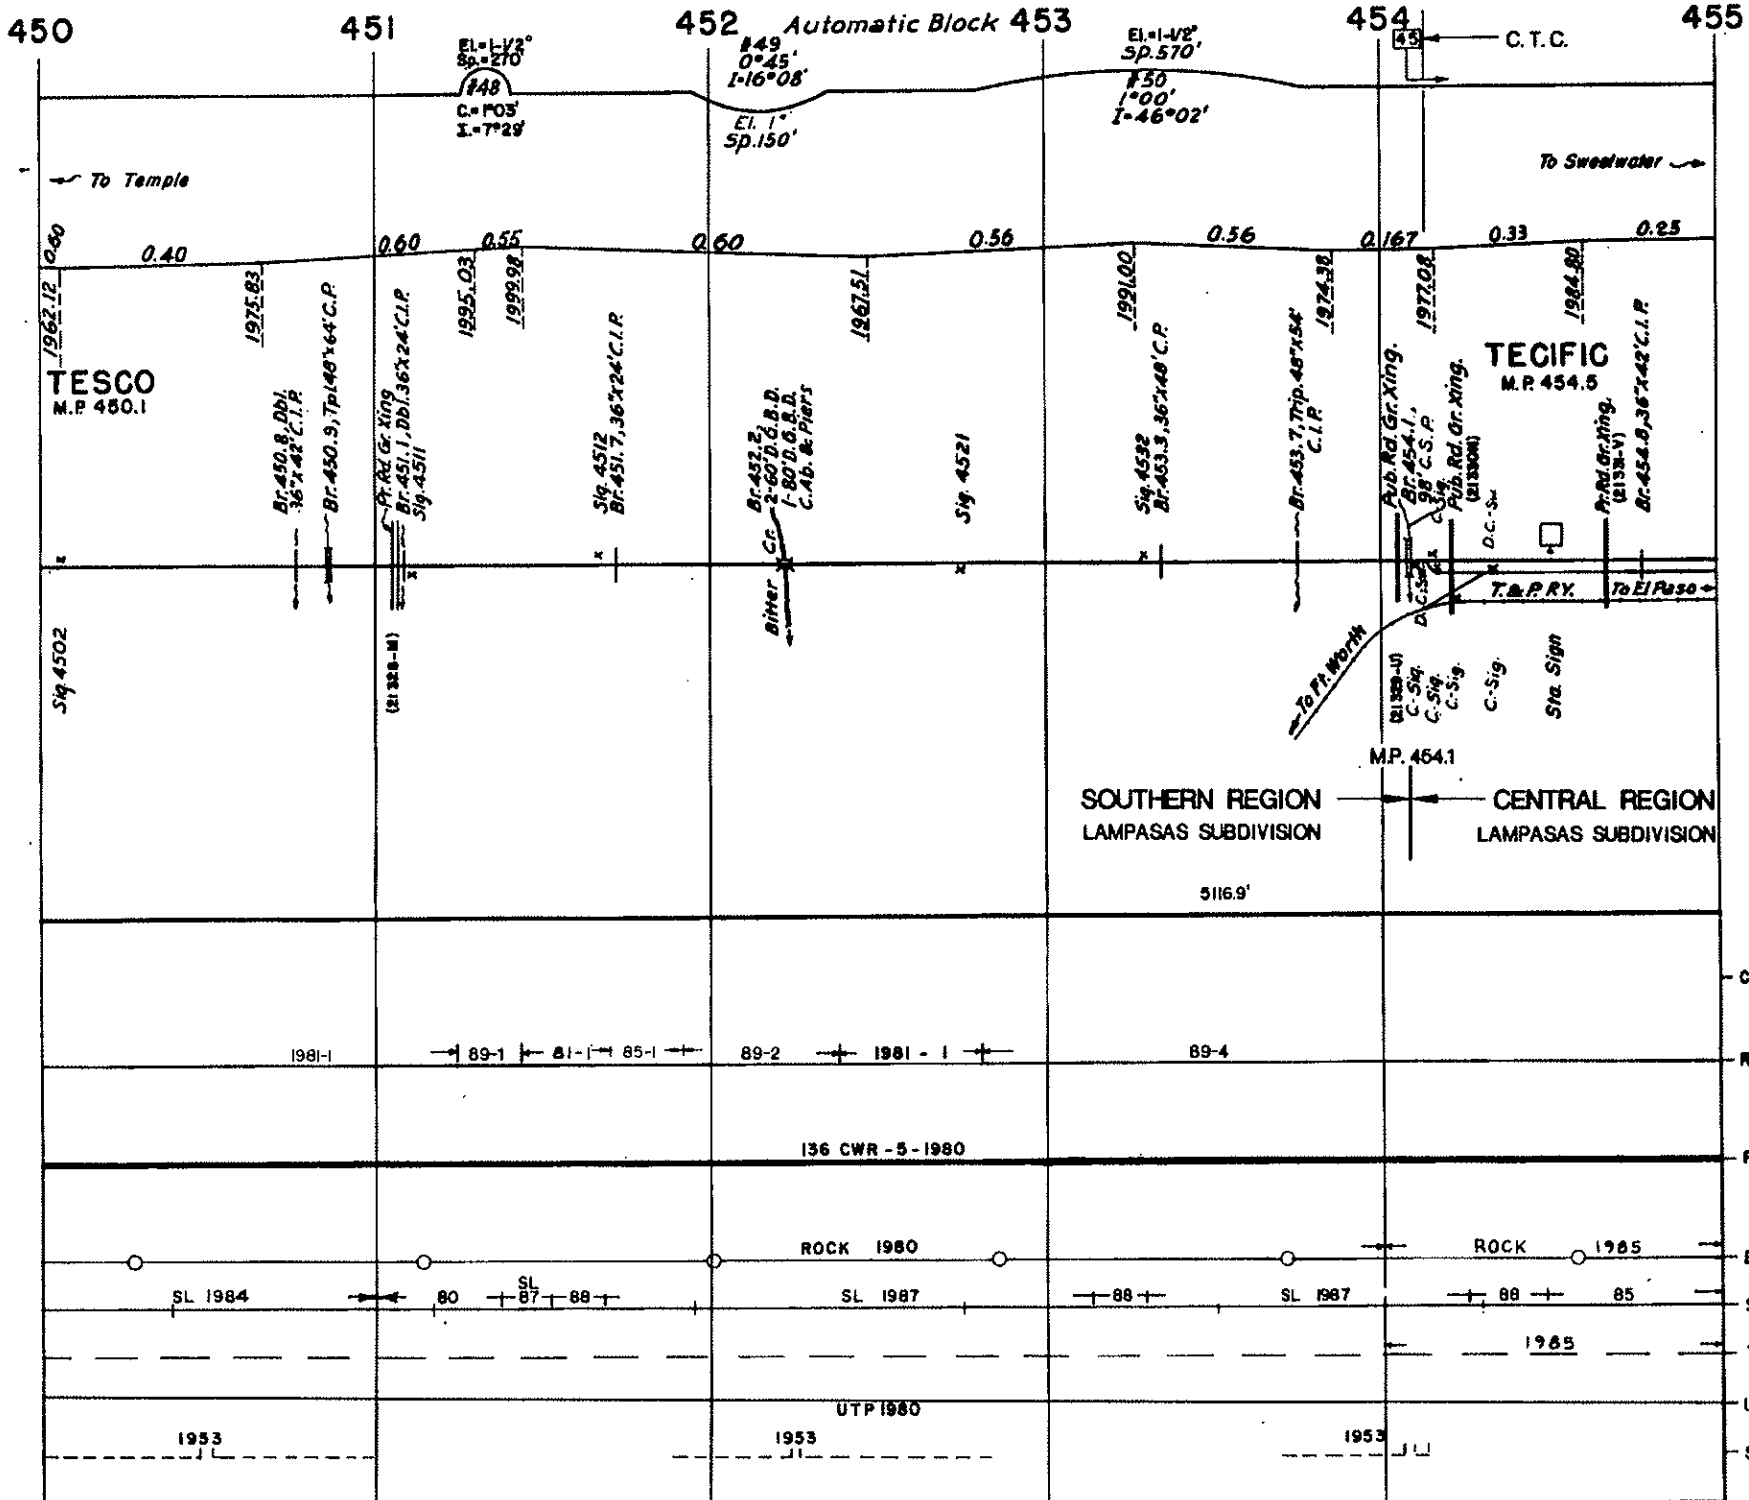 450 451 452 Automatic Block 453 454 455
El.=1-1/2"
Sp.=270'
#48
C.=1°03'
I.=7°29'
#49
0°45'
I=16°08'
El. 1"
Sp.150'
El.=1-1/2"
Sp.570'
#50
1°00'
I=46°02'
45
C.T.C.
To Temple
To Sweetwater
0.60 0.40 0.60 0.55 0.60 0.56 0.56 0.167 0.33 0.25
1962.12
1975.83
1995.03
1999.98
1967.51
1991.00
1974.38
1977.08
1984.80
TESCO
M.P. 450.1
TECIFIC
M.P. 454.5
Br.450.8, Dbl.
36"x42' C.I.P.
Br.450.9, Tpl.48"x64' C.P.
Pr. Rd. Gr. Xing
Br.451.1, Dbl.36"x24' C.I.P.
Sig. 4511
Sig. 4512
Br.451.7, 36"x24' C.I.P.
Br.452.2,
2-60' D.G.B.D.
1-80' D.G.B.D.
C.Ab. & Piers
Bitter Cr.
Sig. 4521
Sig. 4532
Br.453.3, 36"x48' C.P.
Br.453.7, Trip. 48"x54'
C.I.P.
Pub. Rd. Gr. Xing.
Br.454.1,
98' C.S.P.
C.-Sig.
Pub. Rd. Gr. Xing.
(21330M)
D.C.-Sw.
Pr. Rd. Gr. Xing.
(21331-V)
Br.454.8, 36"x42' C.I.P.
D.C.Sw.
T. & P. RY.
To El Paso
To Ft. Worth
Sig. 4502
(21328-M)
(21329-U)
C-Sig.
C-Sig.
C.-Sig.
C.-Sig.
Sta. Sign
M.P. 454.1
SOUTHERN REGION
LAMPASAS SUBDIVISION
CENTRAL REGION
LAMPASAS SUBDIVISION
5116.9'
1981-1 89-1 81-1 85-1 89-2 1981 - 1 89-4
136 CWR - 5 - 1980
ROCK 1980 ROCK 1985
SL 1984 80 SL 87 88 SL 1987 88 SL 1987 88 85
1985
UTP 1980
1953 1953 1953